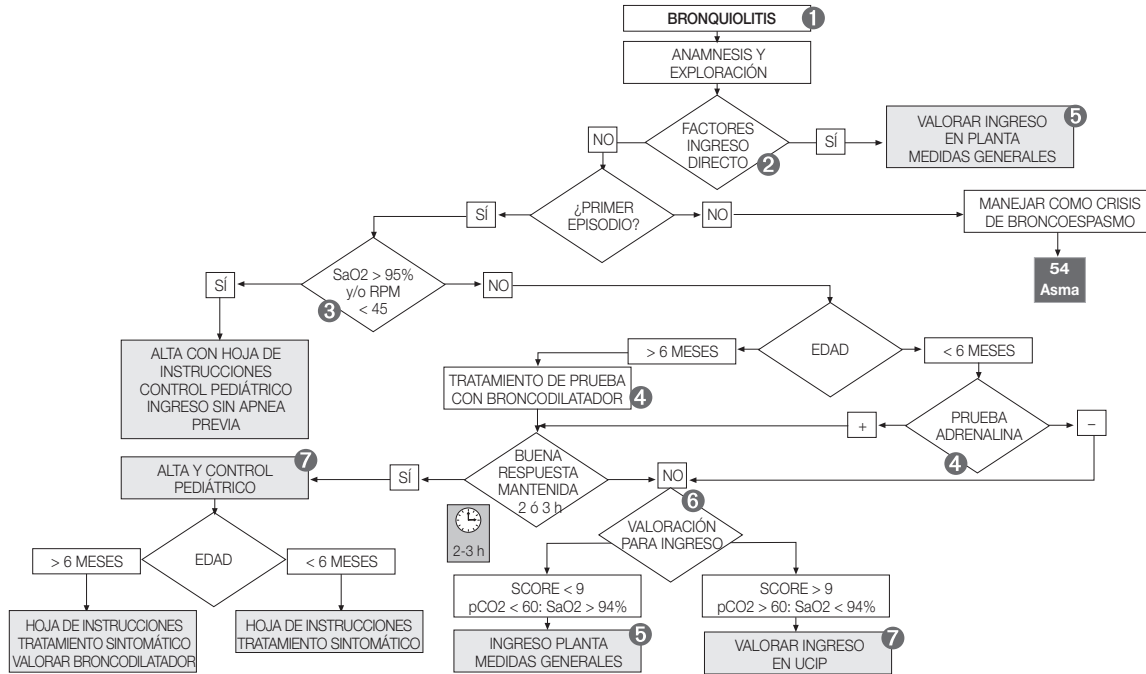 BRONQUIOLITIS 1
ANAMNESIS Y
EXPLORACIÓN
FACTORES
INGRESO
DIRECTO 2
NO
SÍ
VALORAR INGRESO 5
EN PLANTA
MEDIDAS GENERALES
¿PRIMER
EPISODIO?
SÍ
NO
MANEJAR COMO CRISIS
DE BRONCOESPASMO
54
Asma
SaO2 > 95%
y/o RPM
< 45
3
SÍ
NO
ALTA CON HOJA DE
INSTRUCCIONES
CONTROL PEDIÁTRICO
INGRESO SIN APNEA
PREVIA
EDAD
> 6 MESES
< 6 MESES
TRATAMIENTO DE PRUEBA
CON BRONCODILATADOR 4
PRUEBA
ADRENALINA
4
+
–
BUENA
RESPUESTA
MANTENIDA
2 ó 3 h
SÍ
NO
2-3 h
ALTA Y CONTROL 7
PEDIÁTRICO
EDAD
> 6 MESES
< 6 MESES
HOJA DE INSTRUCCIONES
TRATAMIENTO SINTOMÁTICO
VALORAR BRONCODILATADOR
HOJA DE INSTRUCCIONES
TRATAMIENTO SINTOMÁTICO
6
VALORACIÓN
PARA INGRESO
SCORE < 9
pCO2 < 60: SaO2 > 94%
INGRESO PLANTA 5
MEDIDAS GENERALES
SCORE > 9
pCO2 > 60: SaO2 < 94%
VALORAR INGRESO 7
EN UCIP